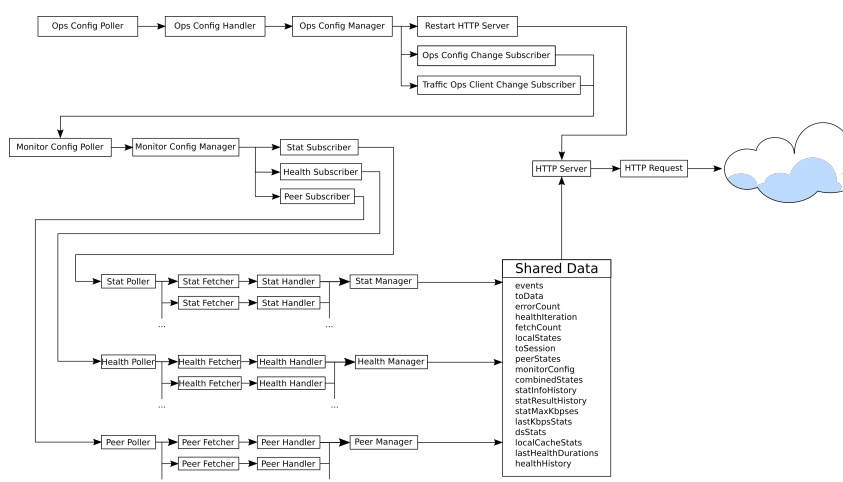 Ops Config Poller
Ops Config Handler
Ops Config Manager
Restart HTTP Server
Ops Config Change Subscriber
Traffic Ops Client Change Subscriber
Monitor Config Poller
Monitor Config Manager
Stat Subscriber
Health Subscriber
Peer Subscriber
HTTP Server
HTTP Request
Stat Poller
Stat Fetcher
Stat Handler
Stat Manager
Stat Fetcher
Stat Handler
...
...
Health Poller
Health Fetcher
Health Handler
Health Manager
Health Fetcher
Health Handler
...
...
Peer Poller
Peer Fetcher
Peer Handler
Peer Manager
Peer Fetcher
Peer Handler
Shared Data
events
toData
errorCount
healthIteration
fetchCount
localStates
toSession
peerStates
monitorConfig
combinedStates
statInfoHistory
statResultHistory
statMaxKbpses
lastKbpsStats
dsStats
localCacheStats
lastHealthDurations
healthHistory